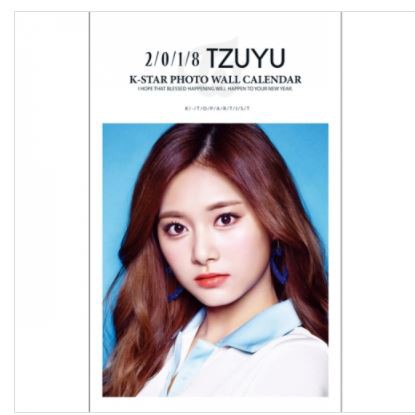 2/0/1/8 TZUYU
K-STAR PHOTO WALL CALENDAR
I HOPE THAT BLESSED HAPPENING WILL HAPPEN TO YOUR NEW YEAR.
K/-/T/O/P/A/R/T/I/S/T